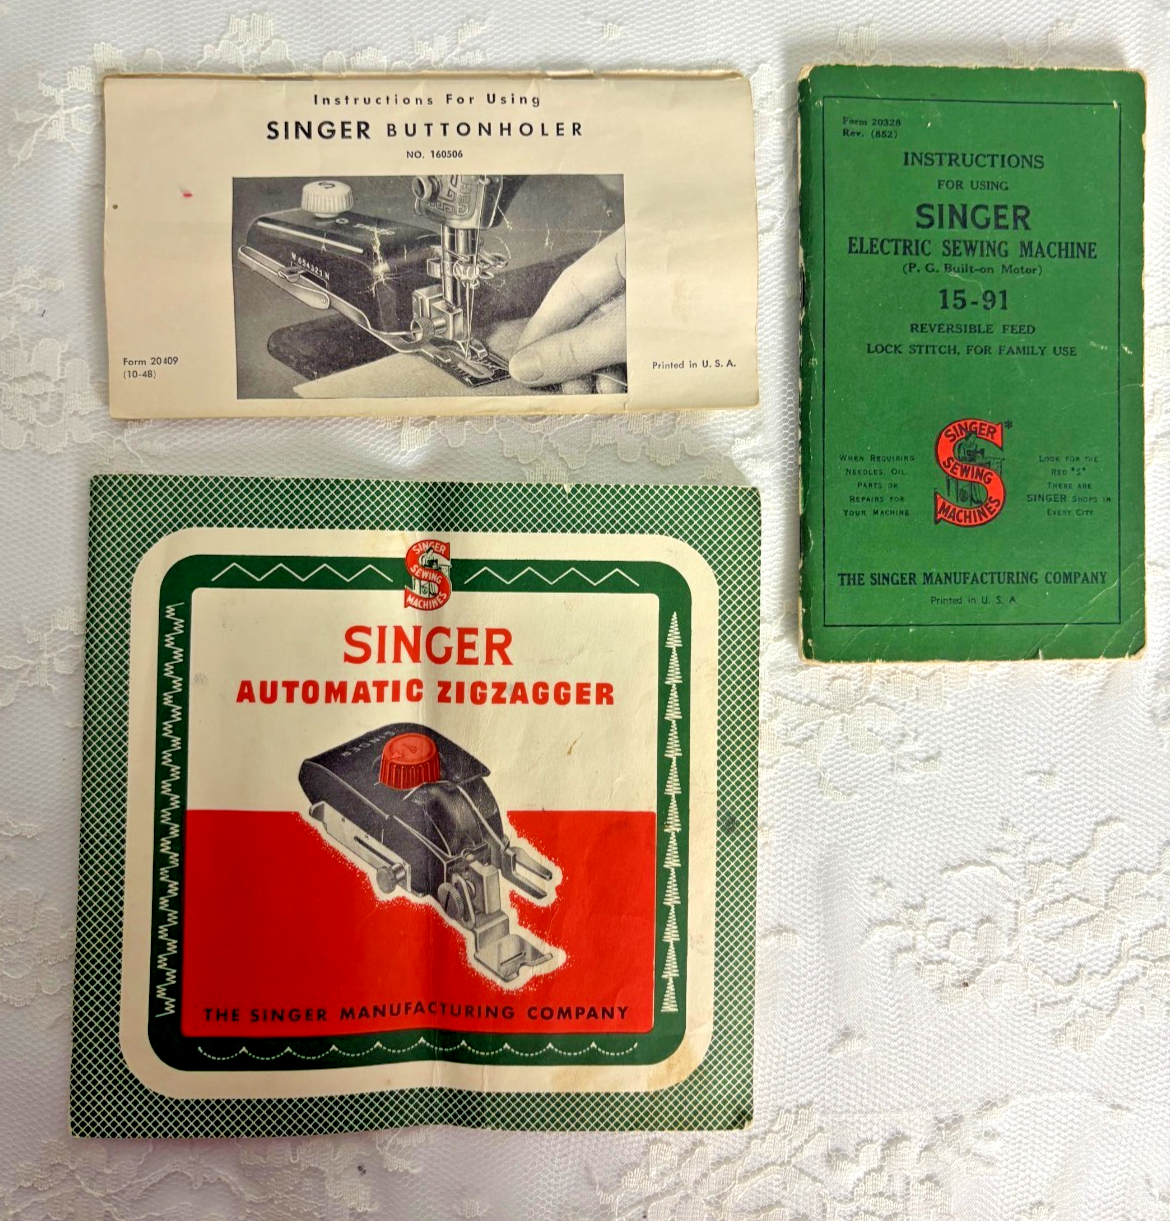 Instructions For Using
SINGER BUTTONHOLER
NO. 160506
Form 20409
(10-48)
Printed in U. S. A.
Form 20328
Rev. (852)
INSTRUCTIONS
FOR USING
SINGER
ELECTRIC SEWING MACHINE
(P. G. Built-on Motor)
15-91
REVERSIBLE FEED
LOCK STITCH, FOR FAMILY USE
SINGER*
SEWING
MACHINES
When Requiring
Needles, Oil,
Parts or
Repairs for
Your Machine
Look for the
Red "S"
There are
SINGER Shops in
Every City
THE SINGER MANUFACTURING COMPANY
Printed in U. S. A.
SINGER
SEWING
MACHINES
SINGER
AUTOMATIC ZIGZAGGER
SINGER
THE SINGER MANUFACTURING COMPANY